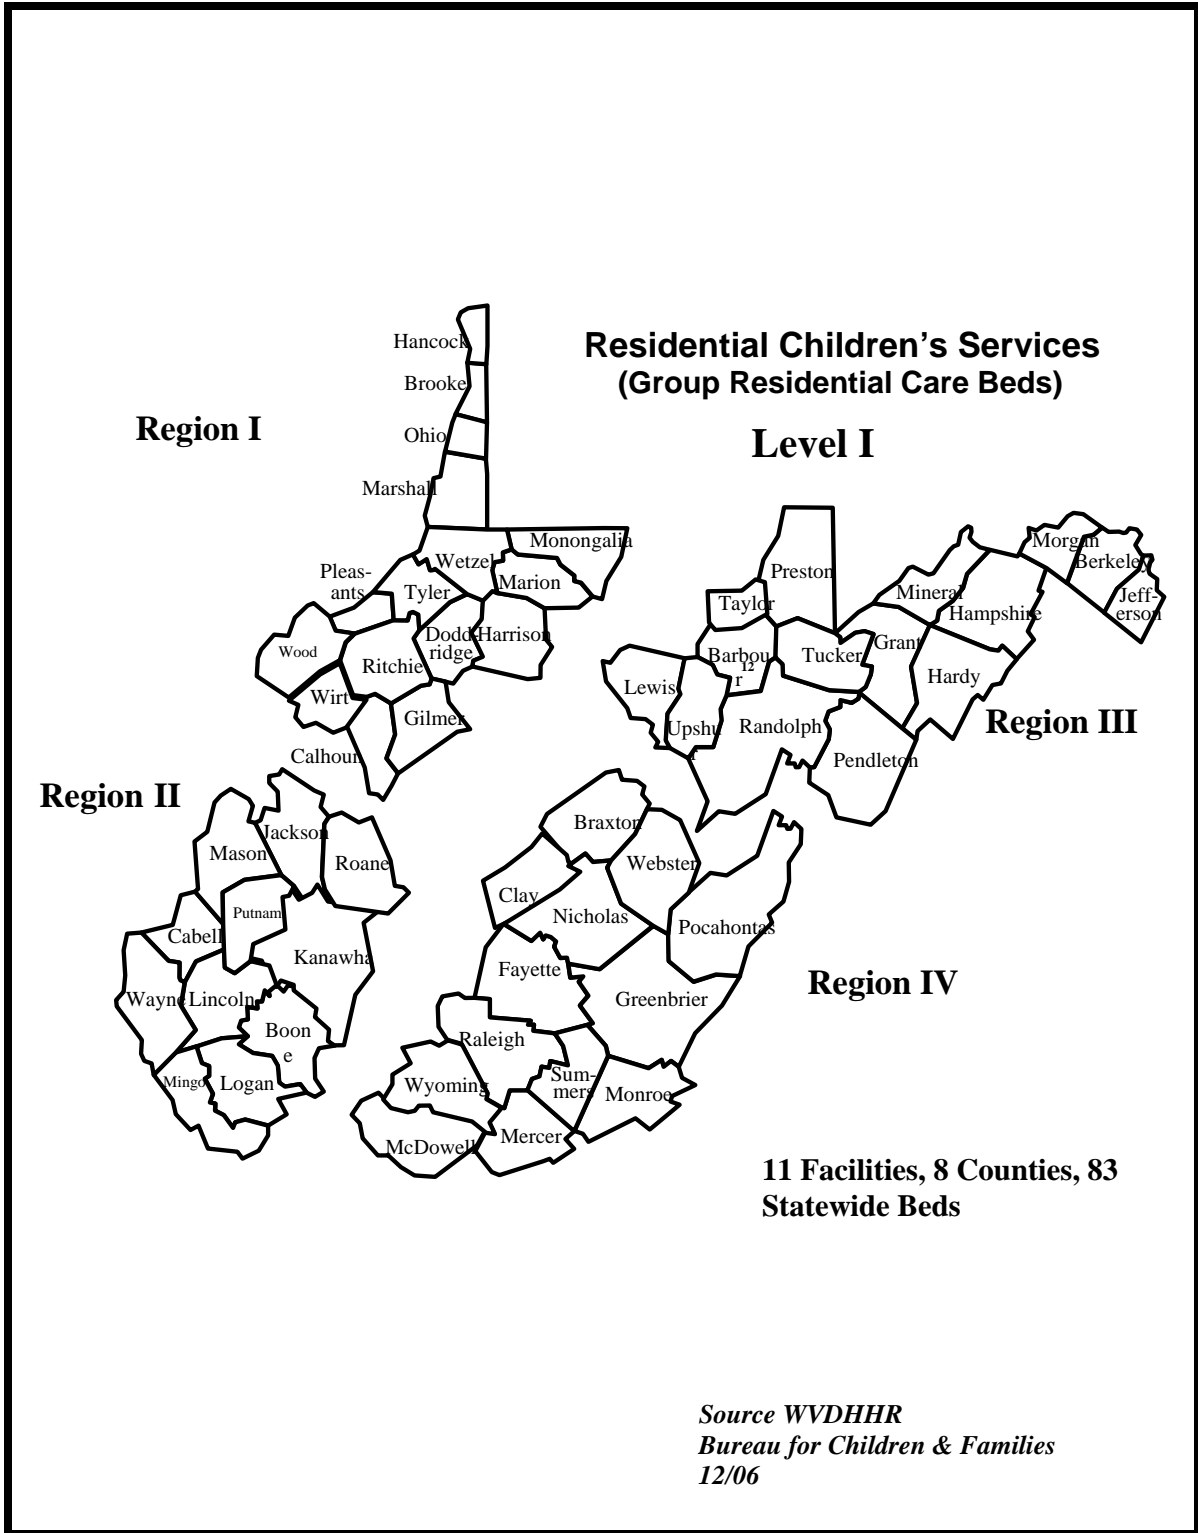 Hancock
Residential Children's Services
Brooke
(Group Residential Care Beds)
Region I
Ohio
Level I
Marshall
Monongalia
Wetzel
Marion
Pleas-
ants
Tyler
Dodd
ridge
Harrison
Wood
Ritchie
Wirt
Gilmer
Calhoun
Preston
Morgan
Berkeley
Jeff-
erson
Mineral
Hampshire
Taylor
Grant
Barbou
r
12
Tucker
Hardy
Lewis
Upshu
r
Randolph
Region III
Pendleton
Region II
Jackson
Mason
Roane
Putnam
Cabell
Kanawha
Wayne
Lincoln
Boon
e
Mingo
Logan
Braxton
Webster
Clay
Nicholas
Pocahontas
Fayette
Region IV
Greenbrier
Raleigh
Sum-
mers
Wyoming
Monroe
Mercer
McDowell
11 Facilities, 8 Counties, 83
Statewide Beds
Source WVDHHR
Bureau for Children & Families
12/06